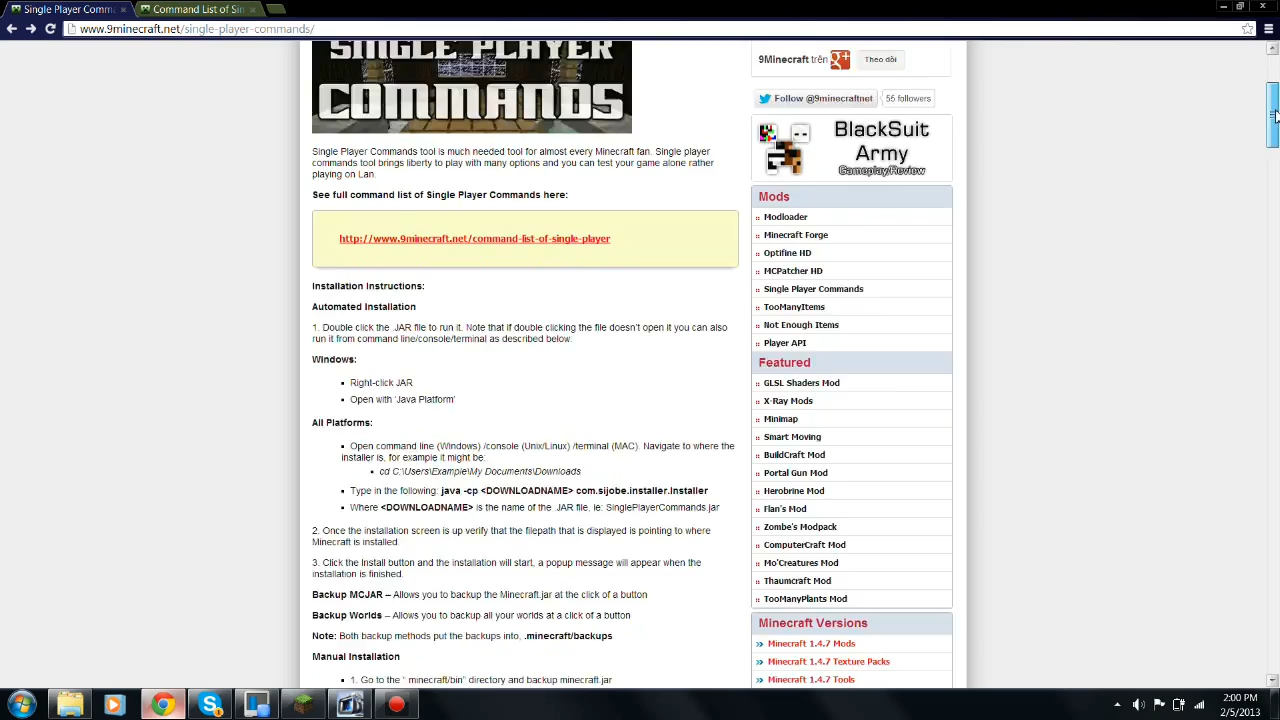 Single Player Comma
Command List of Sin
www.9minecraft.net/single-player-commands/
SINGLE PLAYER
COMMANDS
Single Player Commands tool is much needed tool for almost every Minecraft fan. Single player
commands tool brings liberty to play with many options and you can test your game alone rather
playing on Lan.
See full command list of Single Player Commands here:
http://www.9minecraft.net/command-list-of-single-player
Installation Instructions:
Automated Installation
1. Double click the .JAR file to run it. Note that if double clicking the file doesn't open it you can also
run it from command line/console/terminal as described below:
Windows:
Right-click JAR
Open with 'Java Platform'
All Platforms:
Open command line (Windows) /console (Unix/Linux) /terminal (MAC). Navigate to where the
installer is, for example it might be:
cd C:\Users\Example\My Documents\Downloads
Type in the following: java -cp <DOWNLOADNAME> com.sijobe.installer.Installer
Where <DOWNLOADNAME> is the name of the .JAR file, ie: SinglePlayerCommands.jar
2. Once the installation screen is up verify that the filepath that is displayed is pointing to where
Minecraft is installed.
3. Click the Install button and the installation will start, a popup message will appear when the
installation is finished.
Backup MCJAR – Allows you to backup the Minecraft.jar at the click of a button
Backup Worlds – Allows you to backup all your worlds at a click of a button
Note: Both backup methods put the backups into, .minecraft/backups
Manual Installation
1. Go to the " minecraft/bin" directory and backup minecraft.jar
9Minecraft trên g+ Theo dõi
Follow @9minecraftnet 55 followers
BlackSuit
Army
Gameplay/Review
Mods
Modloader
Minecraft Forge
Optifine HD
MCPatcher HD
Single Player Commands
TooManyItems
Not Enough Items
Player API
Featured
GLSL Shaders Mod
X-Ray Mods
Minimap
Smart Moving
BuildCraft Mod
Portal Gun Mod
Herobrine Mod
Flan's Mod
Zombe's Modpack
ComputerCraft Mod
Mo'Creatures Mod
Thaumcraft Mod
TooManyPlants Mod
Minecraft Versions
Minecraft 1.4.7 Mods
Minecraft 1.4.7 Texture Packs
Minecraft 1.4.7 Tools
2:00 PM
2/5/2013